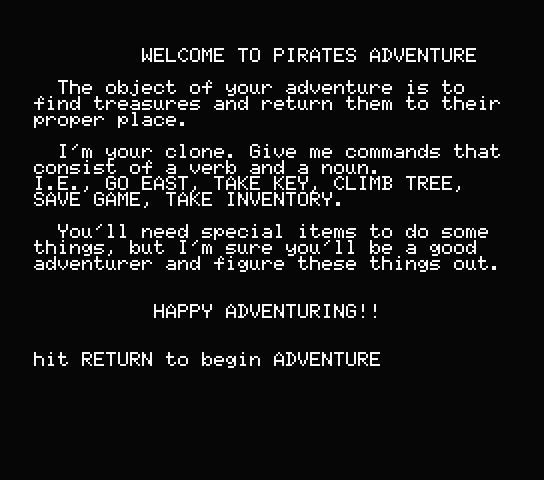 WELCOME TO PIRATES ADVENTURE
The object of your adventure is to
find treasures and return them to their
proper place.
I'm your clone. Give me commands that
consist of a verb and a noun.
I.E., GO EAST, TAKE KEY, CLIMB TREE,
SAVE GAME, TAKE INVENTORY.
You'll need special items to do some
things, but I'm sure you'll be a good
adventurer and figure these things out.
HAPPY ADVENTURING!!
hit RETURN to begin ADVENTURE